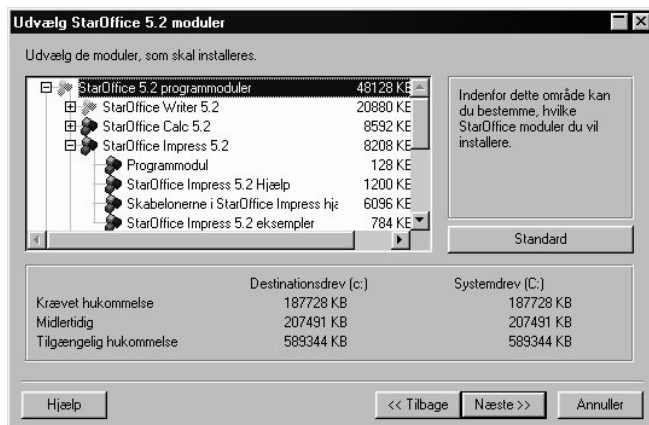 Udvælg StarOffice 5.2 moduler
Udvælg de moduler, som skal installeres.
StarOffice 5.2 programmoduler 48128 KB
StarOffice Writer 5.2 20880 KB
StarOffice Calc 5.2 8592 KB
StarOffice Impress 5.2 8208 KB
Programmodul 128 KB
StarOffice Impress 5.2 Hjælp 1200 KB
Skabelonerne i StarOffice Impress hja 6096 KB
StarOffice Impress 5.2 eksempler 784 KB
Indenfor dette område kan
du bestemme, hvilke
StarOffice moduler du vil
installere.
Standard
Destinationsdrev (c:) Systemdrev (C:)
Krævet hukommelse 187728 KB 187728 KB
Midlertidig 207491 KB 207491 KB
Tilgængelig hukommelse 589344 KB 589344 KB
Hjælp << Tilbage Næste >> Annuller